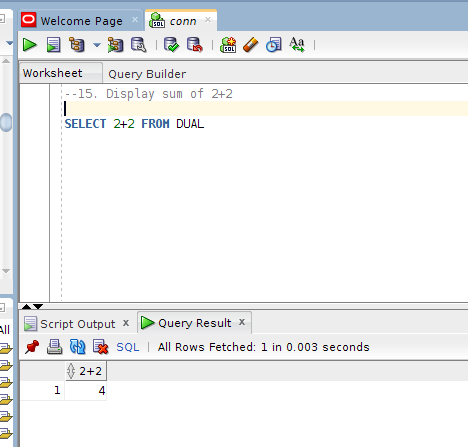 Welcome Page × conn ×
SQL
Worksheet Query Builder
--15. Display sum of 2+2
SELECT 2+2 FROM DUAL
All
Script Output × Query Result ×
SQL | All Rows Fetched: 1 in 0.003 seconds
2+2
1 4